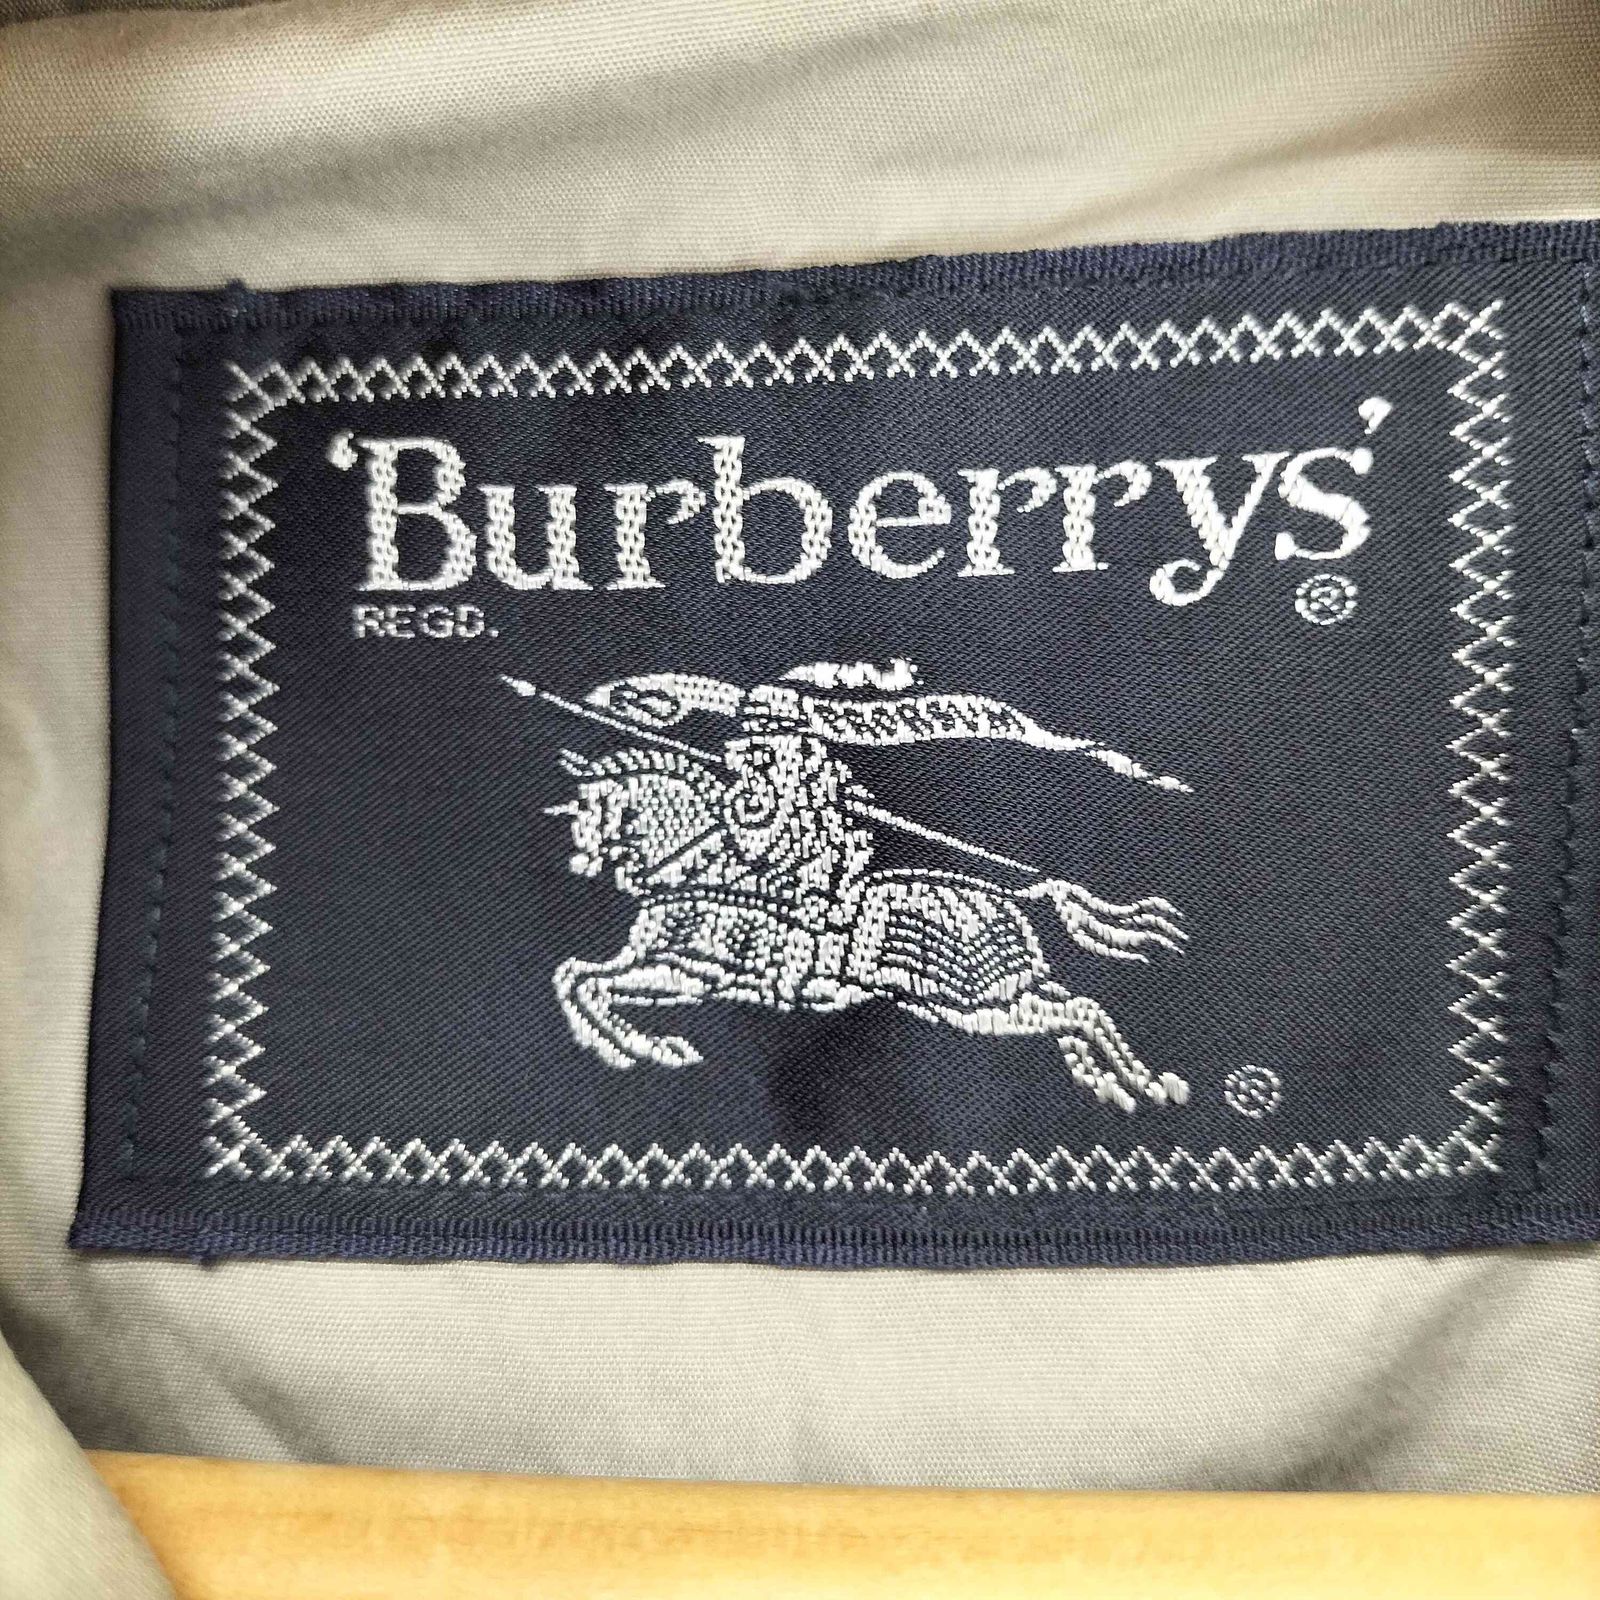 'Burberrys'
REGD. ®
®